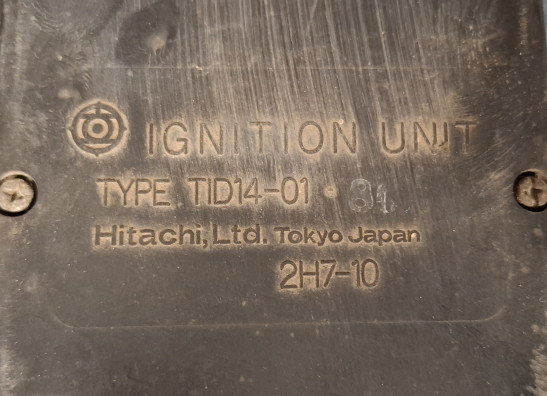 IGNITION UNIT
TYPE TID14-01
Hitachi, Ltd. Tokyo Japan
2H7-10